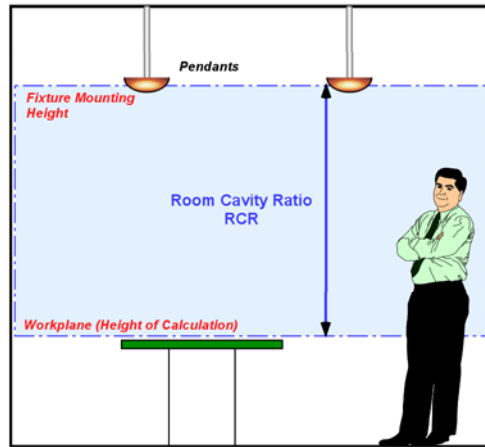 Pendants
Fixture Mounting
Height
Room Cavity Ratio
RCR
Workplane (Height of Calculation)